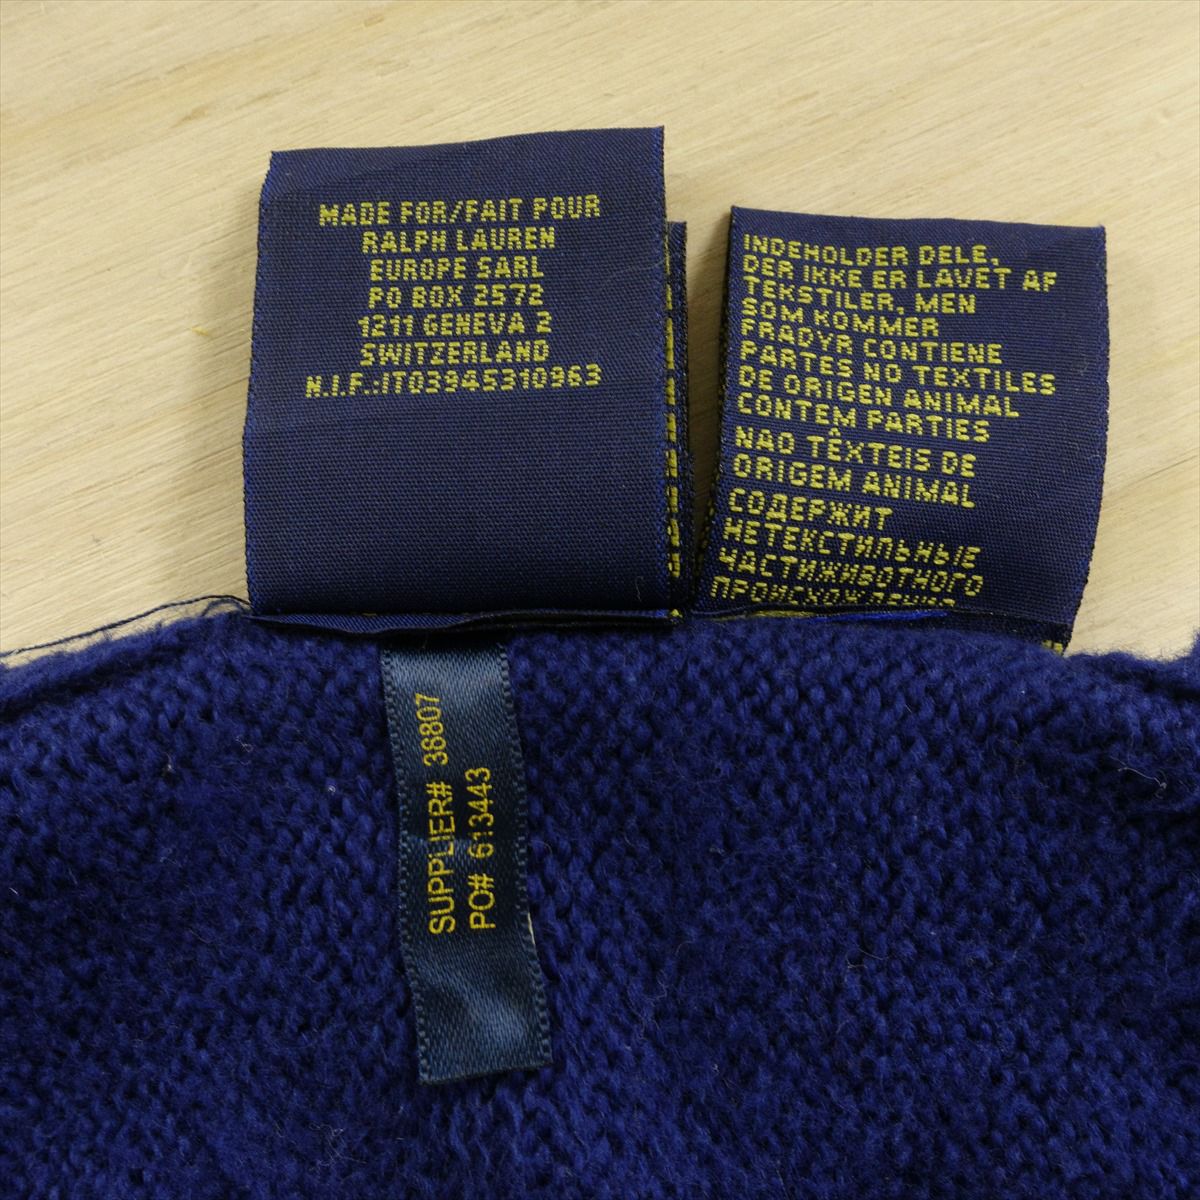 MADE FOR/FAIT POUR
RALPH LAUREN
EUROPE SARL
PO BOX 2572
1211 GENEVA 2
SWITZERLAND
N.I.F.:IT03945310963
INDEHOLDER DELE,
DER IKKE ER LAVET AF
TEKSTILER, MEN
SOM KOMMER
FRADYR CONTIENE
PARTES NO TEXTILES
DE ORIGEN ANIMAL
CONTEM PARTIES
NAO TÊXTEIS DE
ORIGEM ANIMAL
СОДЕРЖИТ
НЕТЕКСТИЛЬНЫЕ
ЧАСТИЖИВОТНОГО
ПРОИСХОЖДЕНИЯ
SUPPLIER# 36807
PO# 613443